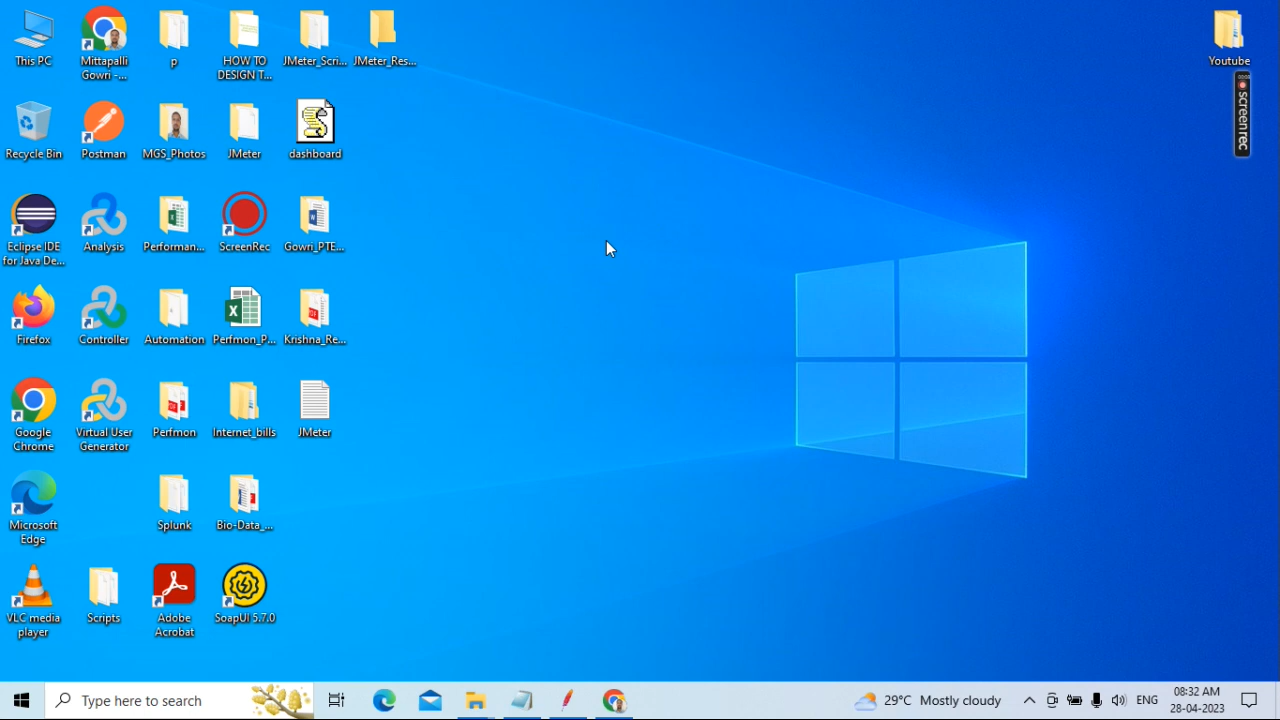 This PC
Mittapalli
Gowri -...
p
HOW TO
DESIGN T...
JMeter_Scri...
JMeter_Res...
Youtube
00:00
screenrec
Recycle Bin
Postman
MGS_Photos
JMeter
dashboard
Eclipse IDE
for Java De...
Analysis
Performan...
ScreenRec
Gowri_PTE...
Firefox
Controller
Automation
Perfmon_P...
Krishna_Re...
Google
Chrome
Virtual User
Generator
Perfmon
Internet_bills
JMeter
Microsoft
Edge
Splunk
Bio-Data_...
VLC media
player
Scripts
Adobe
Acrobat
SoapUI 5.7.0
Type here to search
29°C Mostly cloudy
ENG
08:32 AM
28-04-2023